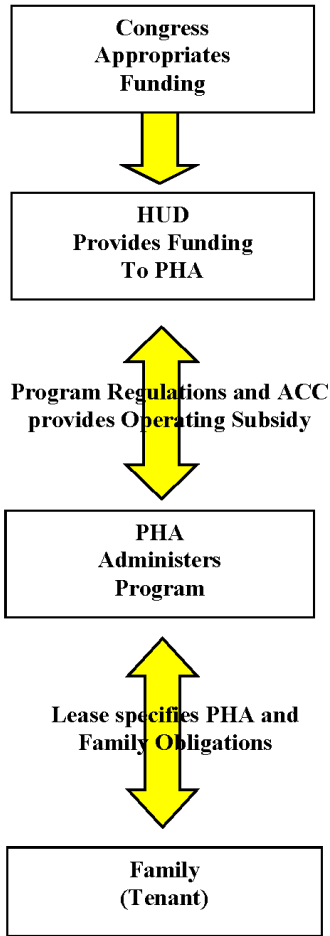 Congress
Appropriates
Funding
HUD
Provides Funding
To PHA
Program Regulations and ACC
provides Operating Subsidy
PHA
Administers
Program
Lease specifies PHA and
Family Obligations
Family
(Tenant)